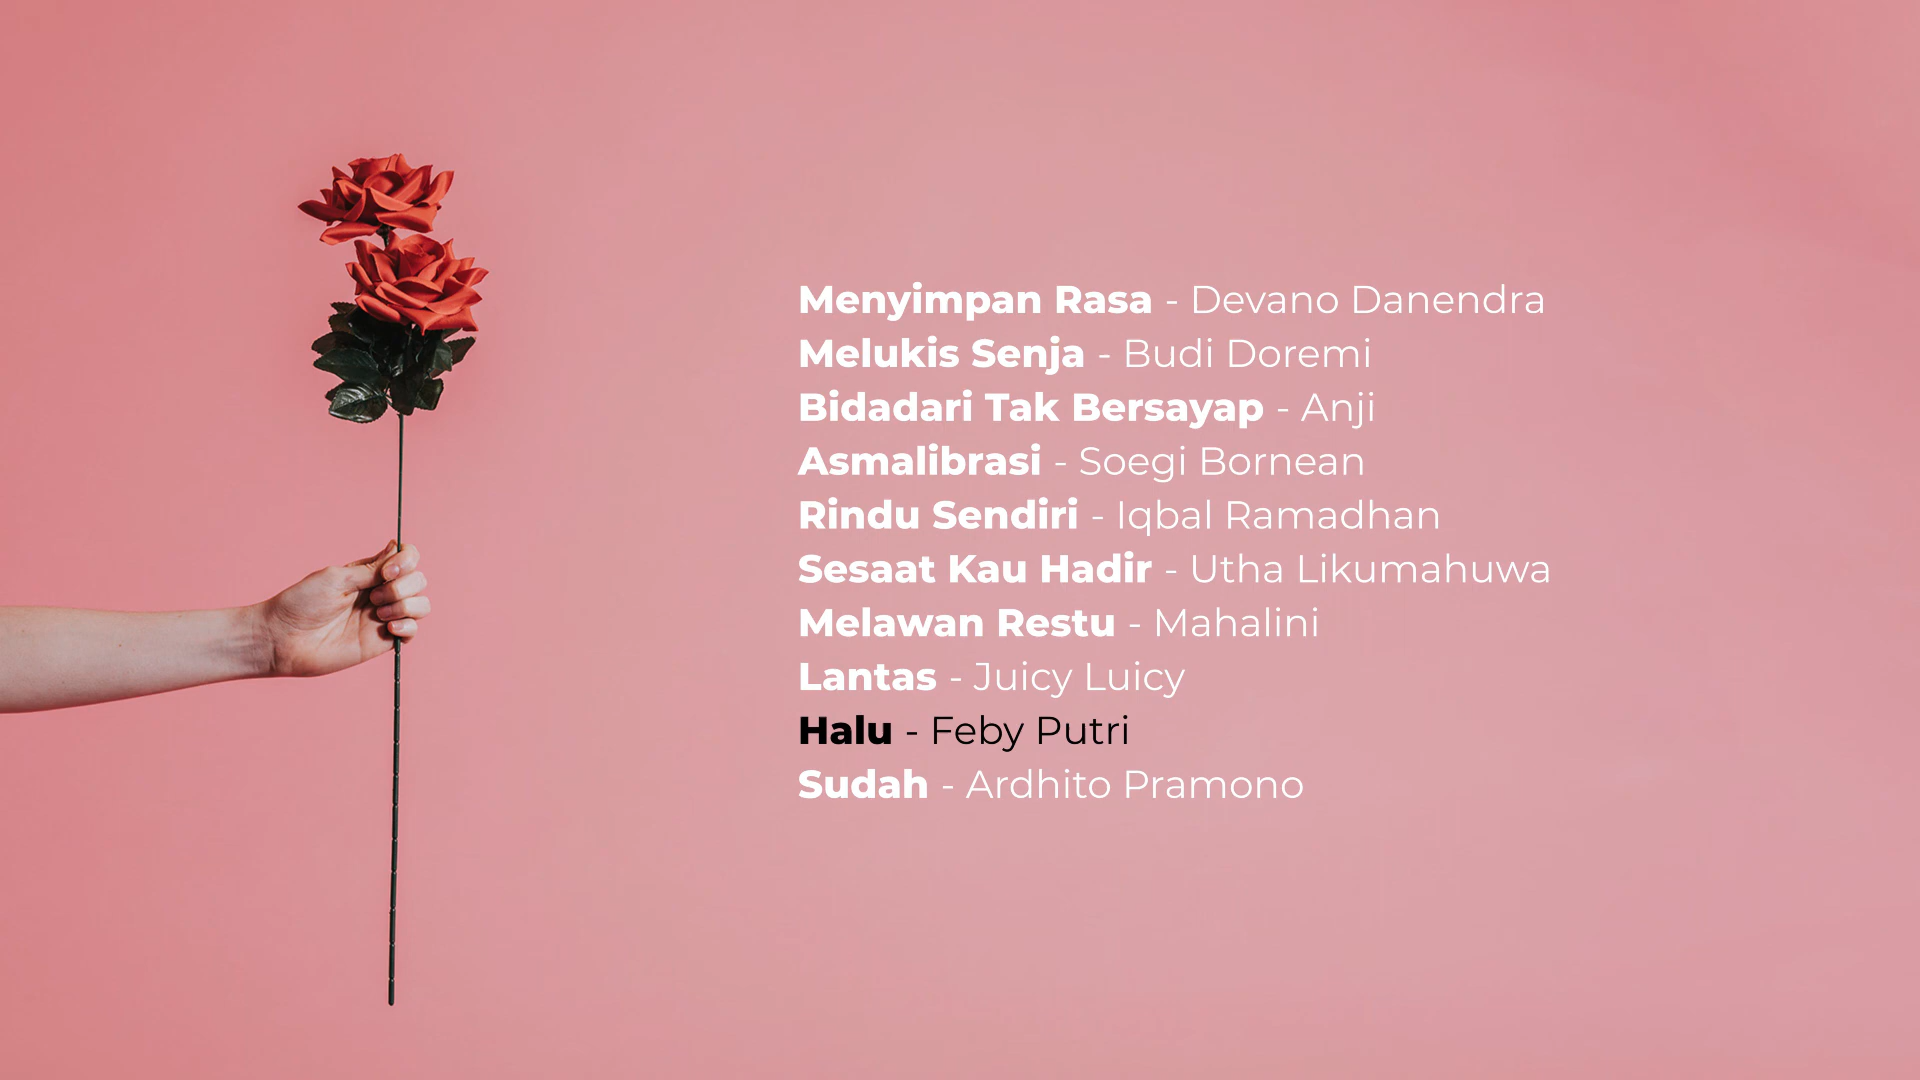 Menyimpan Rasa - Devano Danendra
Melukis Senja - Budi Doremi
Bidadari Tak Bersayap - Anji
Asmalibrasi - Soegi Bornean
Rindu Sendiri - Iqbal Ramadhan
Sesaat Kau Hadir - Utha Likumahuwa
Melawan Restu - Mahalini
Lantas - Juicy Luicy
Halu - Feby Putri
Sudah - Ardhito Pramono